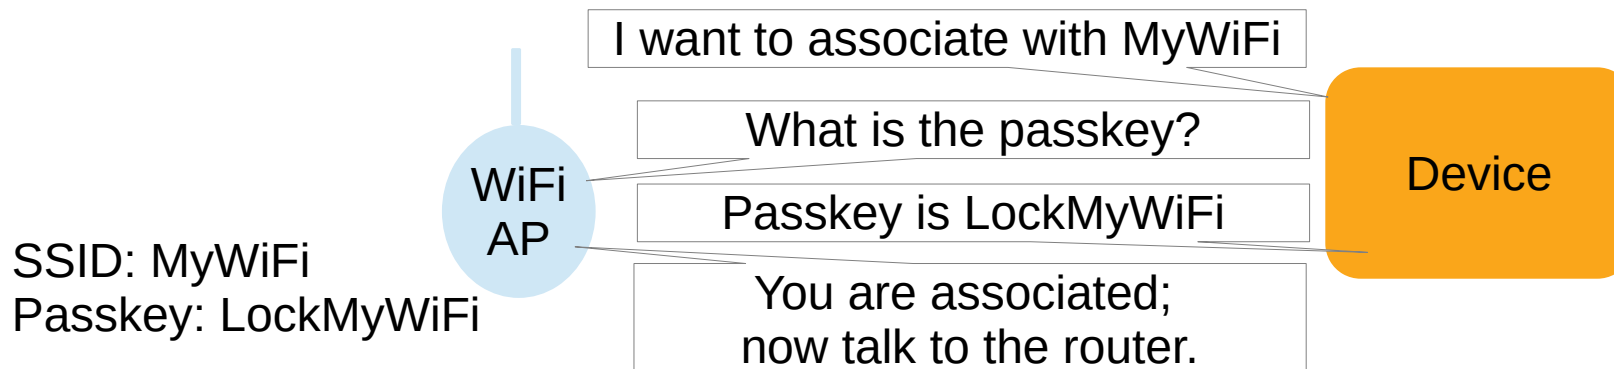 I want to associate with MyWiFi
What is the passkey?
WiFi
AP
Device
Passkey is LockMyWiFi
SSID: MyWiFi
Passkey: LockMyWiFi
You are associated;
now talk to the router.